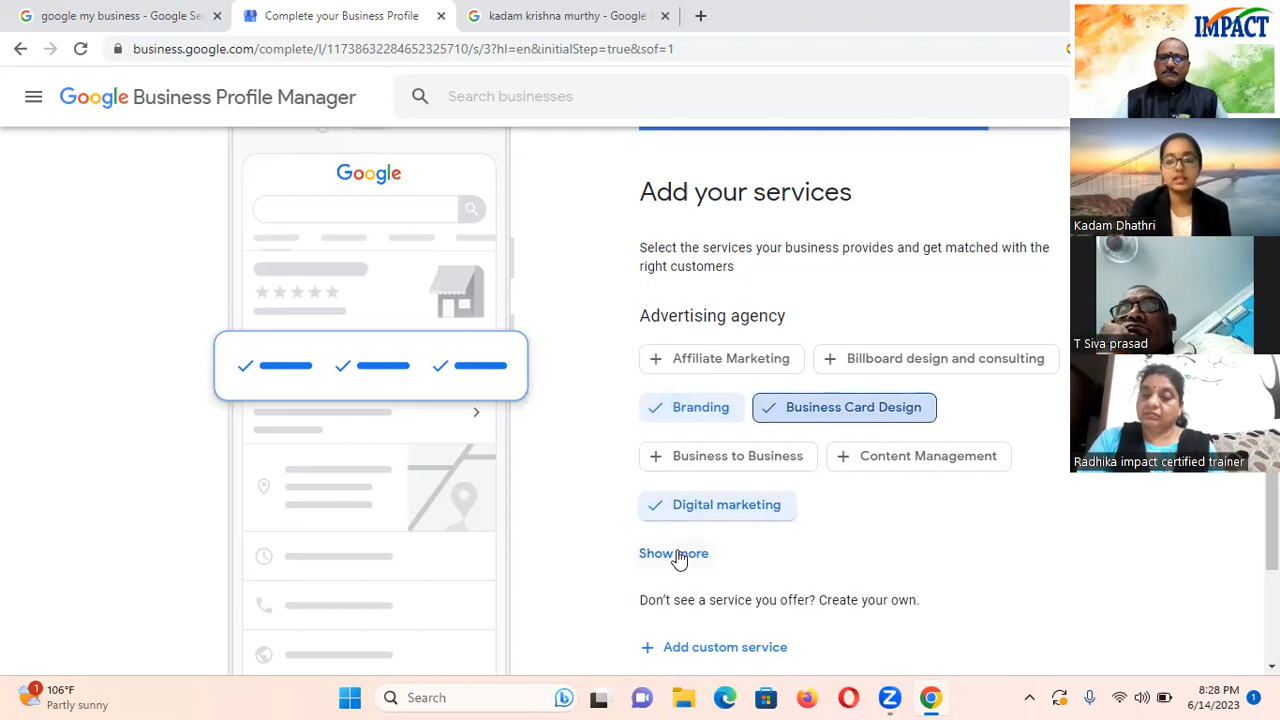 google my business - Google Se
Complete your Business Profile
kadam krishna murthy - Google
business.google.com/complete/l/11738632284652325710/s/3?hl=en&initialStep=true&sof=1
Google Business Profile Manager
Search businesses
Google
Add your services
Select the services your business provides and get matched with the
right customers
Advertising agency
Affiliate Marketing
Billboard design and consulting
Branding
Business Card Design
Business to Business
Content Management
Digital marketing
Show more
Don't see a service you offer? Create your own.
Add custom service
IMPACT
Kadam Dhathri
T Siva prasad
Radhika impact certified trainer
1
106°F
Partly sunny
Search
8:28 PM
6/14/2023
1